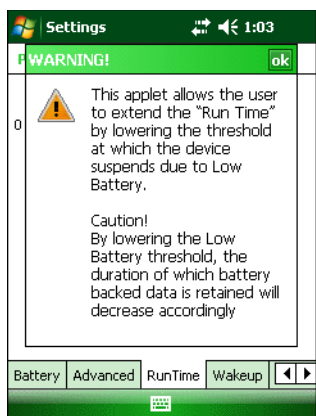 Settings 1:03
P WARNING! ok
0
This applet allows the user
to extend the “Run Time”
by lowering the threshold
at which the device
suspends due to Low
Battery.
Caution!
By lowering the Low
Battery threshold, the
duration of which battery
backed data is retained will
decrease accordingly
Battery Advanced RunTime Wakeup